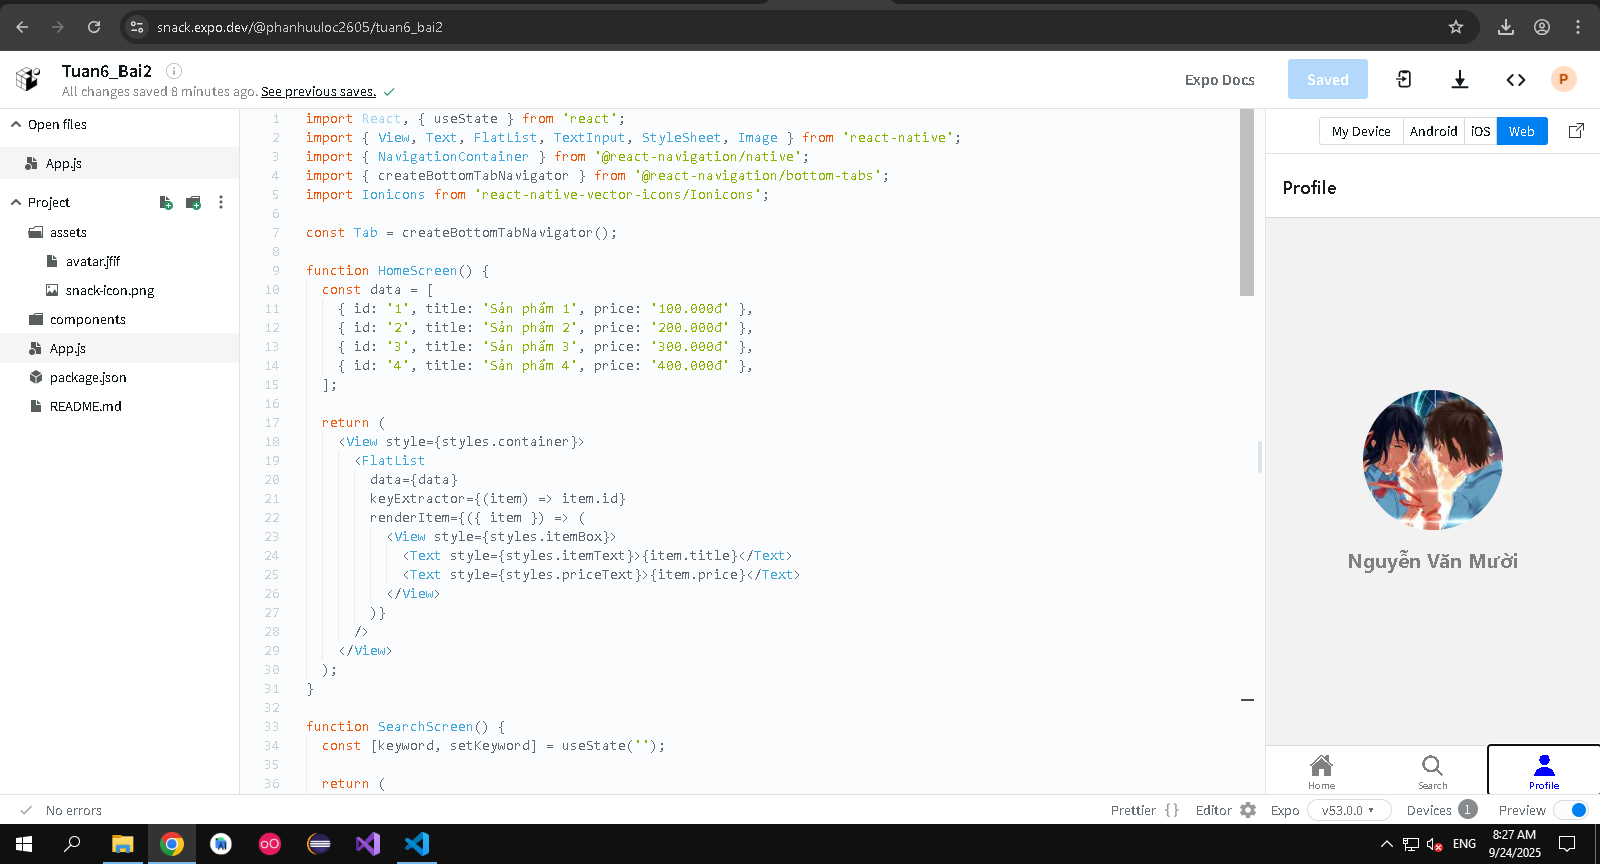 snack.expo.dev/@phanhuuloc2605/tuan6_bai2
Tuan6_Bai2
All changes saved 8 minutes ago. See previous saves.
Expo Docs
Saved
P
Open files
App.js
Project
assets
avatar.jfif
snack-icon.png
components
App.js
package.json
README.md
1 import React, { useState } from 'react';
2 import { View, Text, FlatList, TextInput, StyleSheet, Image } from 'react-native';
3 import { NavigationContainer } from '@react-navigation/native';
4 import { createBottomTabNavigator } from '@react-navigation/bottom-tabs';
5 import Ionicons from 'react-native-vector-icons/Ionicons';
6
7 const Tab = createBottomTabNavigator();
8
9 function HomeScreen() {
10 const data = [
11 { id: '1', title: 'Sản phẩm 1', price: '100.000đ' },
12 { id: '2', title: 'Sản phẩm 2', price: '200.000đ' },
13 { id: '3', title: 'Sản phẩm 3', price: '300.000đ' },
14 { id: '4', title: 'Sản phẩm 4', price: '400.000đ' },
15 ];
16
17 return (
18 <View style={styles.container}>
19 <FlatList
20 data={data}
21 keyExtractor={(item) => item.id}
22 renderItem={({ item }) => (
23 <View style={styles.itemBox}>
24 <Text style={styles.itemText}>{item.title}</Text>
25 <Text style={styles.priceText}>{item.price}</Text>
26 </View>
27 )}
28 />
29 </View>
30 );
31 }
32
33 function SearchScreen() {
34 const [keyword, setKeyword] = useState('');
35
36 return (
My Device Android iOS Web
Profile
Nguyễn Văn Mười
Home Search Profile
No errors
Prettier { } Editor Expo v53.0.0 Devices 1 Preview
ENG
8:27 AM
9/24/2025